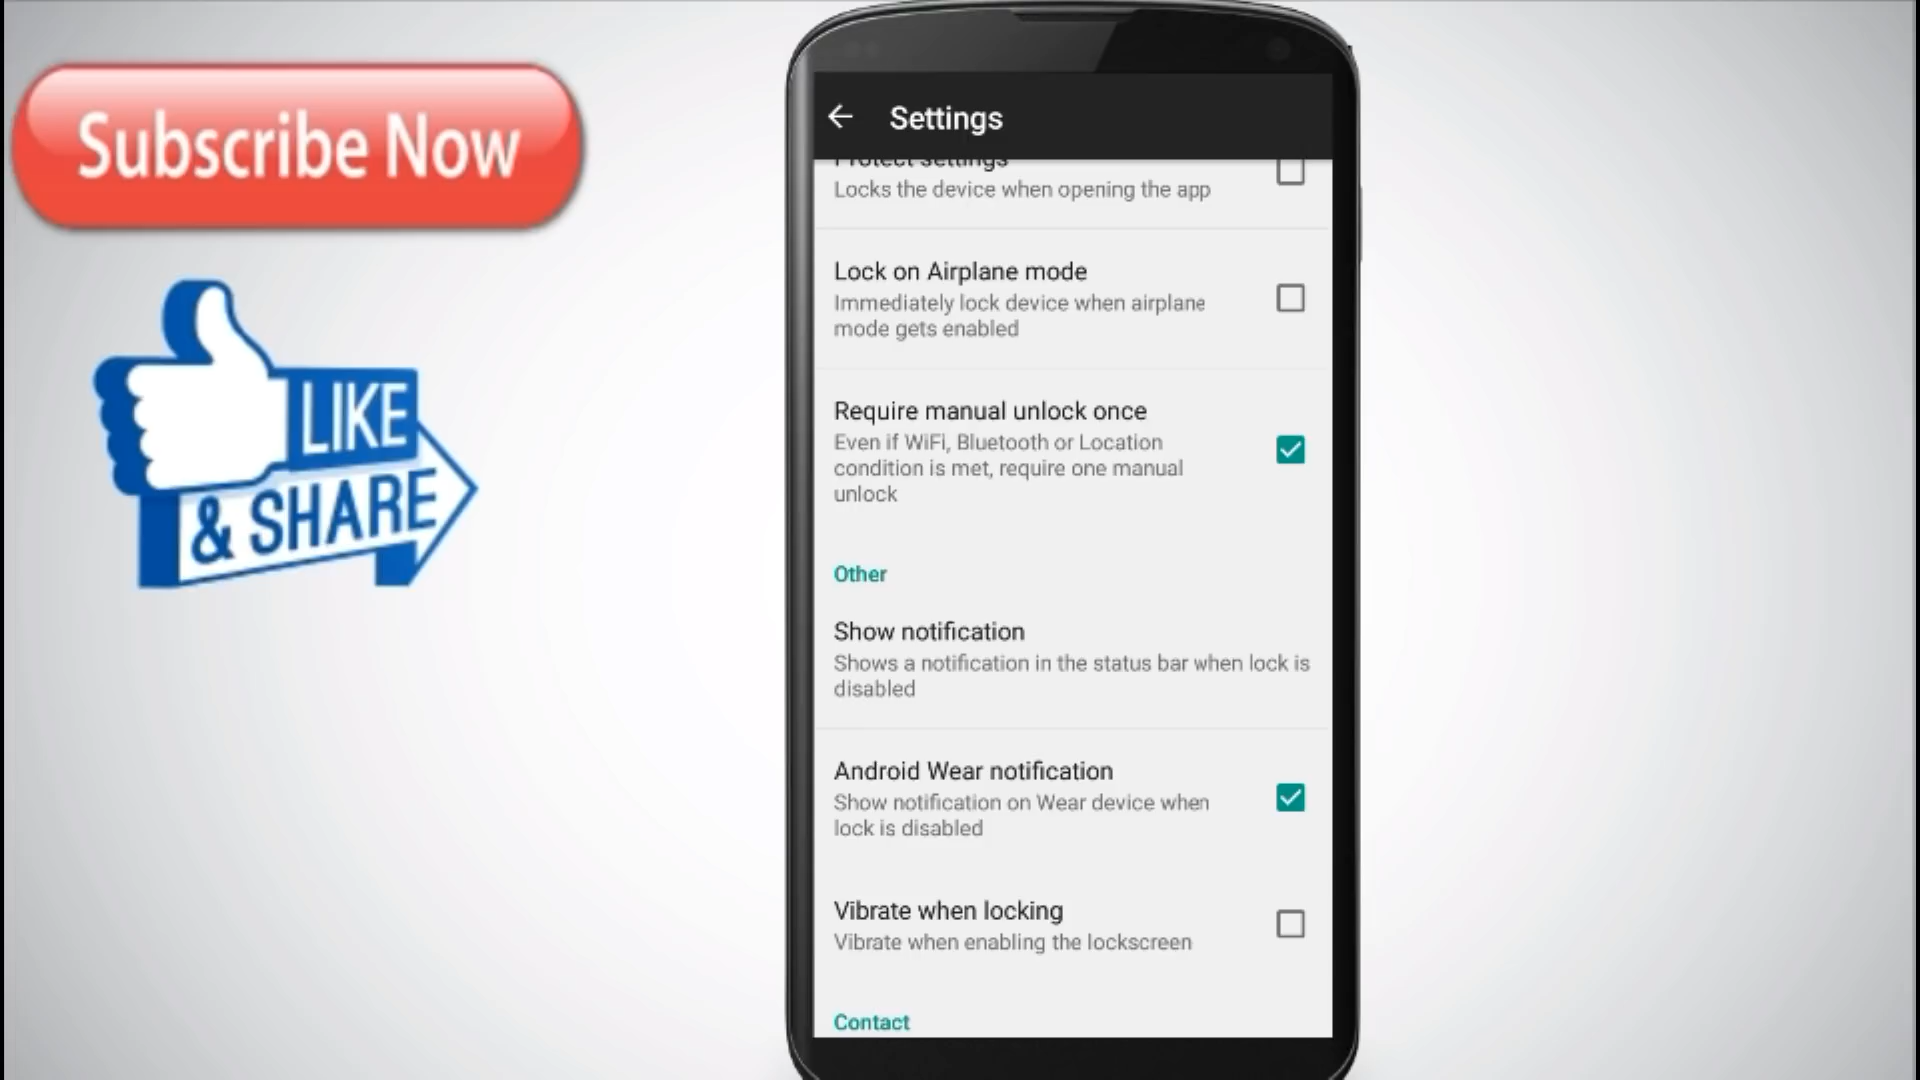 Subscribe Now
LIKE
& SHARE
Settings
Protect settings
Locks the device when opening the app
Lock on Airplane mode
Immediately lock device when airplane
mode gets enabled
Require manual unlock once
Even if WiFi, Bluetooth or Location
condition is met, require one manual
unlock
Other
Show notification
Shows a notification in the status bar when lock is
disabled
Android Wear notification
Show notification on Wear device when
lock is disabled
Vibrate when locking
Vibrate when enabling the lockscreen
Contact